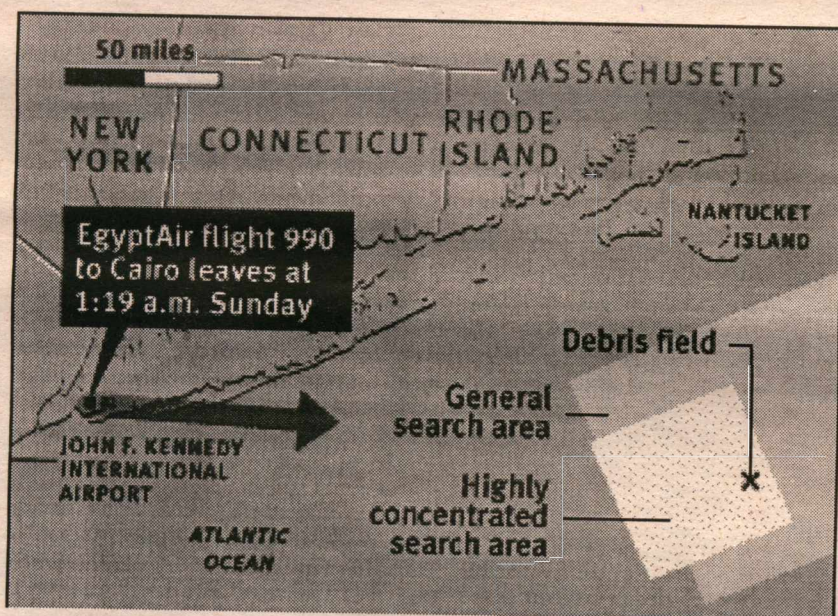 50 miles
MASSACHUSETTS
NEW
YORK
CONNECTICUT
RHODE
ISLAND
NANTUCKET
ISLAND
EgyptAir flight 990
to Cairo leaves at
1:19 a.m. Sunday
Debris field
General
search area
JOHN F. KENNEDY
INTERNATIONAL
AIRPORT
Highly
concentrated
search area
ATLANTIC
OCEAN
X